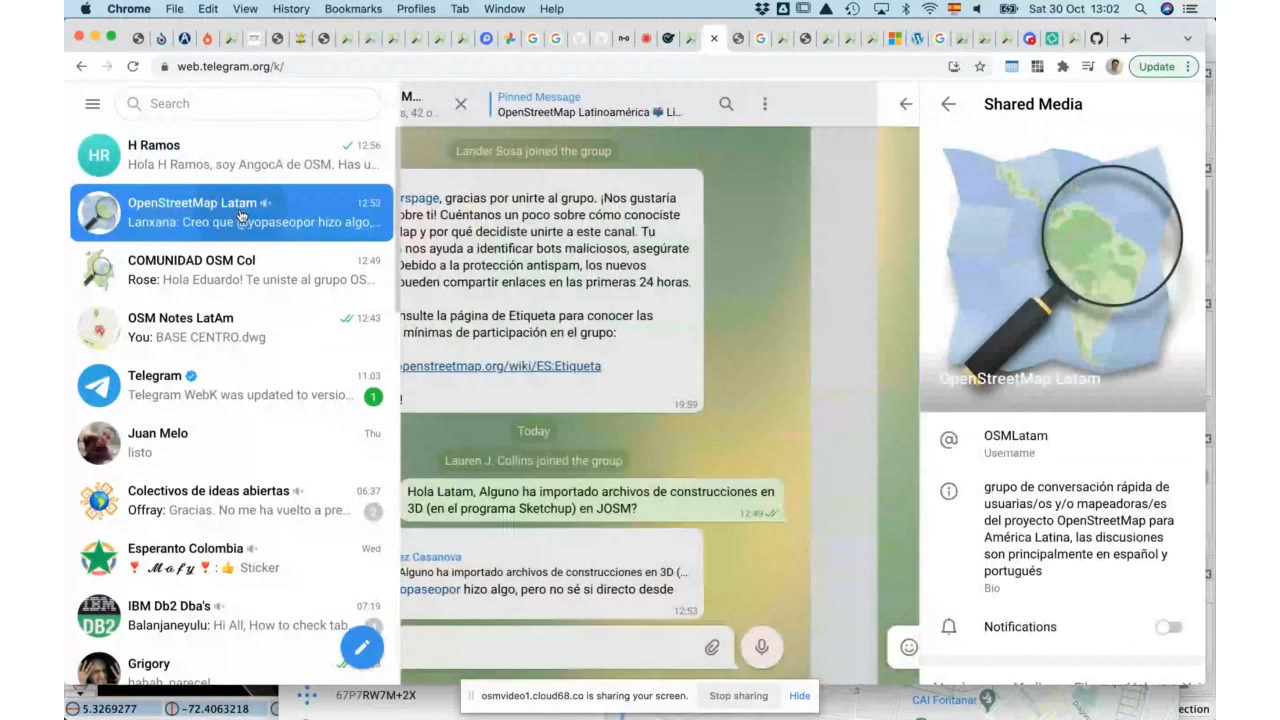 Chrome File Edit View History Bookmarks Profiles Tab Window Help
Sat 30 Oct 13:02
web.telegram.org/k/
Update
Search
H Ramos 12:56
Hola H Ramos, soy AngocA de OSM. Has u...
OpenStreetMap Latam 12:53
Lanxana: Creo que yopaseopor hizo algo,...
COMUNIDAD OSM Col 12:49
Rose: Hola Eduardo! Te uniste al grupo OS...
OSM Notes LatAm 12:43
You: BASE CENTRO.dwg
Telegram 11:03
Telegram WebK was updated to versio... 1
Juan Melo Thu
listo
Colectivos de ideas abiertas 06:37
Offray: Gracias. No me ha vuelto a pre... 2
Esperanto Colombia Wed
Mafy : Sticker
IBM Db2 Dba's 07:19
Balanjaneyulu: Hi All, How to check tab
Grigory
HR
IBM
DB2
M...
s, 42 o...
Pinned Message
OpenStreetMap Latinoamérica Li...
Lander Sosa joined the group
rspage, gracias por unirte al grupo. ¡Nos gustaría
obre ti! Cuéntanos un poco sobre cómo conociste
ap y por qué decidiste unirte a este canal. Tu
nos ayuda a identificar bots maliciosos, asegúrate
Debido a la protección antispam, los nuevos
pueden compartir enlaces en las primeras 24 horas.
nsulte la página de Etiqueta para conocer las
mínimas de participación en el grupo:
openstreetmap.org/wiki/ES:Etiqueta
!
19:59
Today
Lauren J. Collins joined the group
Hola Latam, Alguno ha importado archivos de construcciones en
3D (en el programa Sketchup) en JOSM?
12:49
ez Casanova
Alguno ha importado archivos de construcciones en 3D (...
opaseopor hizo algo, pero no sé si directo desde
12:53
Shared Media
OpenStreetMap Latam
OSMLatam
Username
grupo de conversación rápida de
usuarias/os y/o mapeadoras/es
del proyecto OpenStreetMap para
América Latina, las discusiones
son principalmente en español y
portugués
Bio
Notifications
osmvideo1.cloud68.co is sharing your screen. Stop sharing Hide
67P7RW7M+2X
CAI Fontanar
5.3269277 -72.4063218
ection